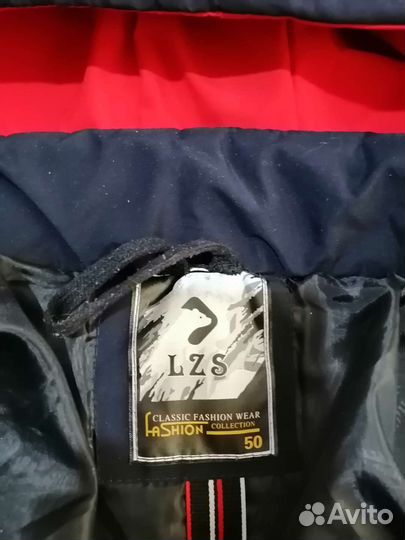 LZS
CLASSIC FASHION WEAR
FASHION COLLECTION
50
Avito